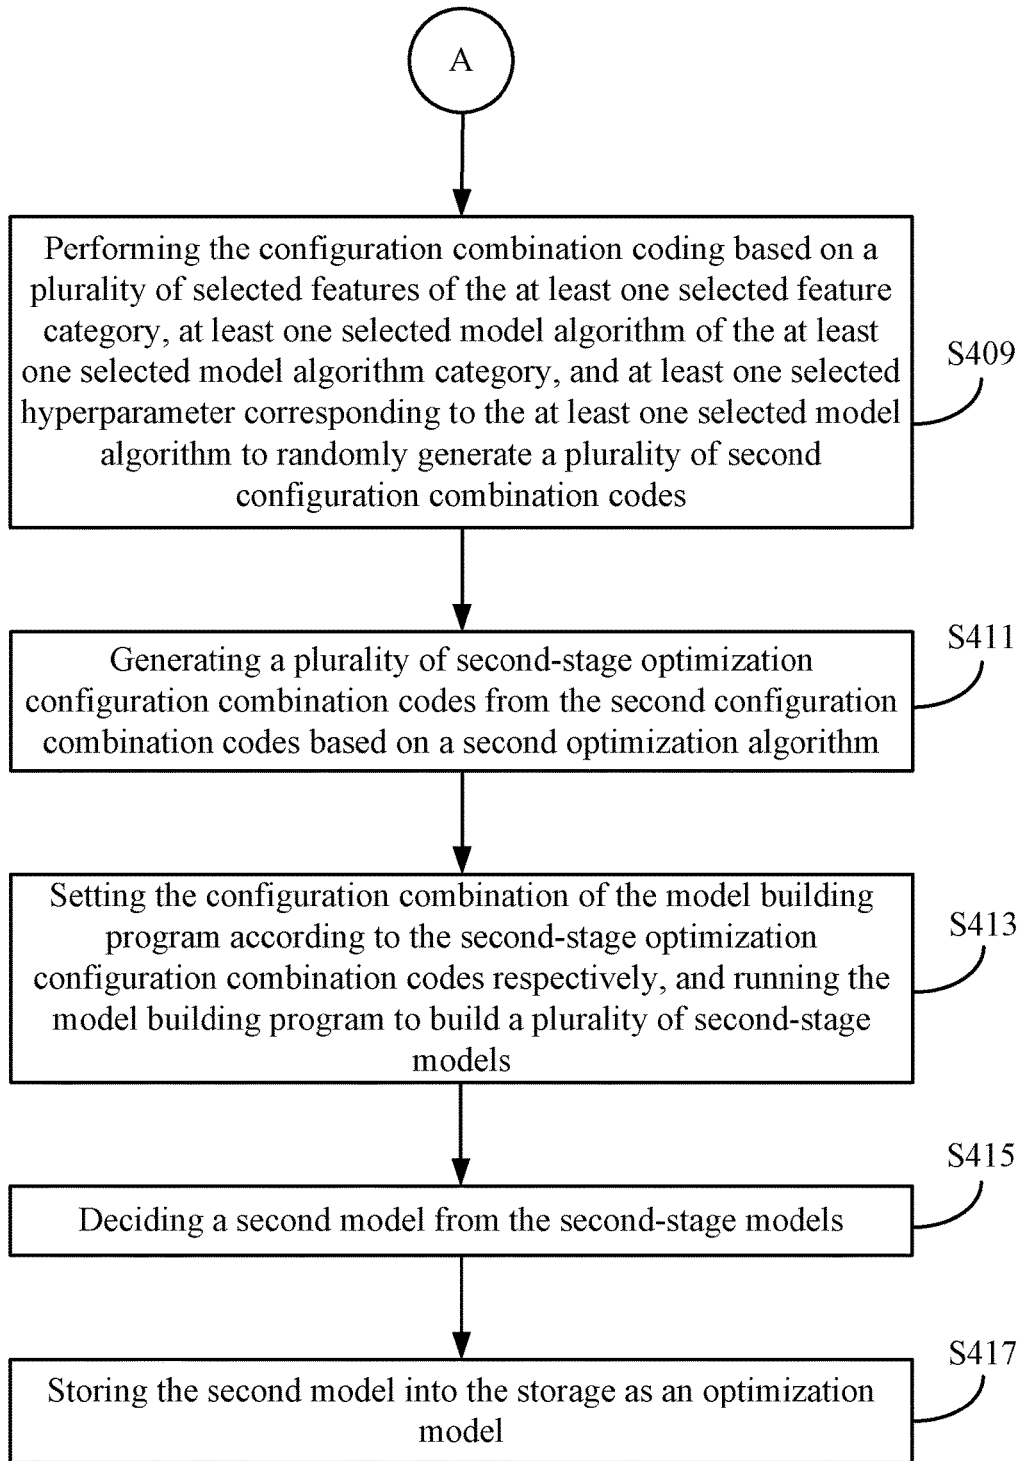 A
Performing the configuration combination coding based on a
plurality of selected features of the at least one selected feature
category, at least one selected model algorithm of the at least
one selected model algorithm category, and at least one selected
hyperparameter corresponding to the at least one selected model
algorithm to randomly generate a plurality of second
configuration combination codes
S409
Generating a plurality of second-stage optimization
configuration combination codes from the second configuration
combination codes based on a second optimization algorithm
S411
Setting the configuration combination of the model building
program according to the second-stage optimization
configuration combination codes respectively, and running the
model building program to build a plurality of second-stage
models
S413
Deciding a second model from the second-stage models
S415
Storing the second model into the storage as an optimization
model
S417